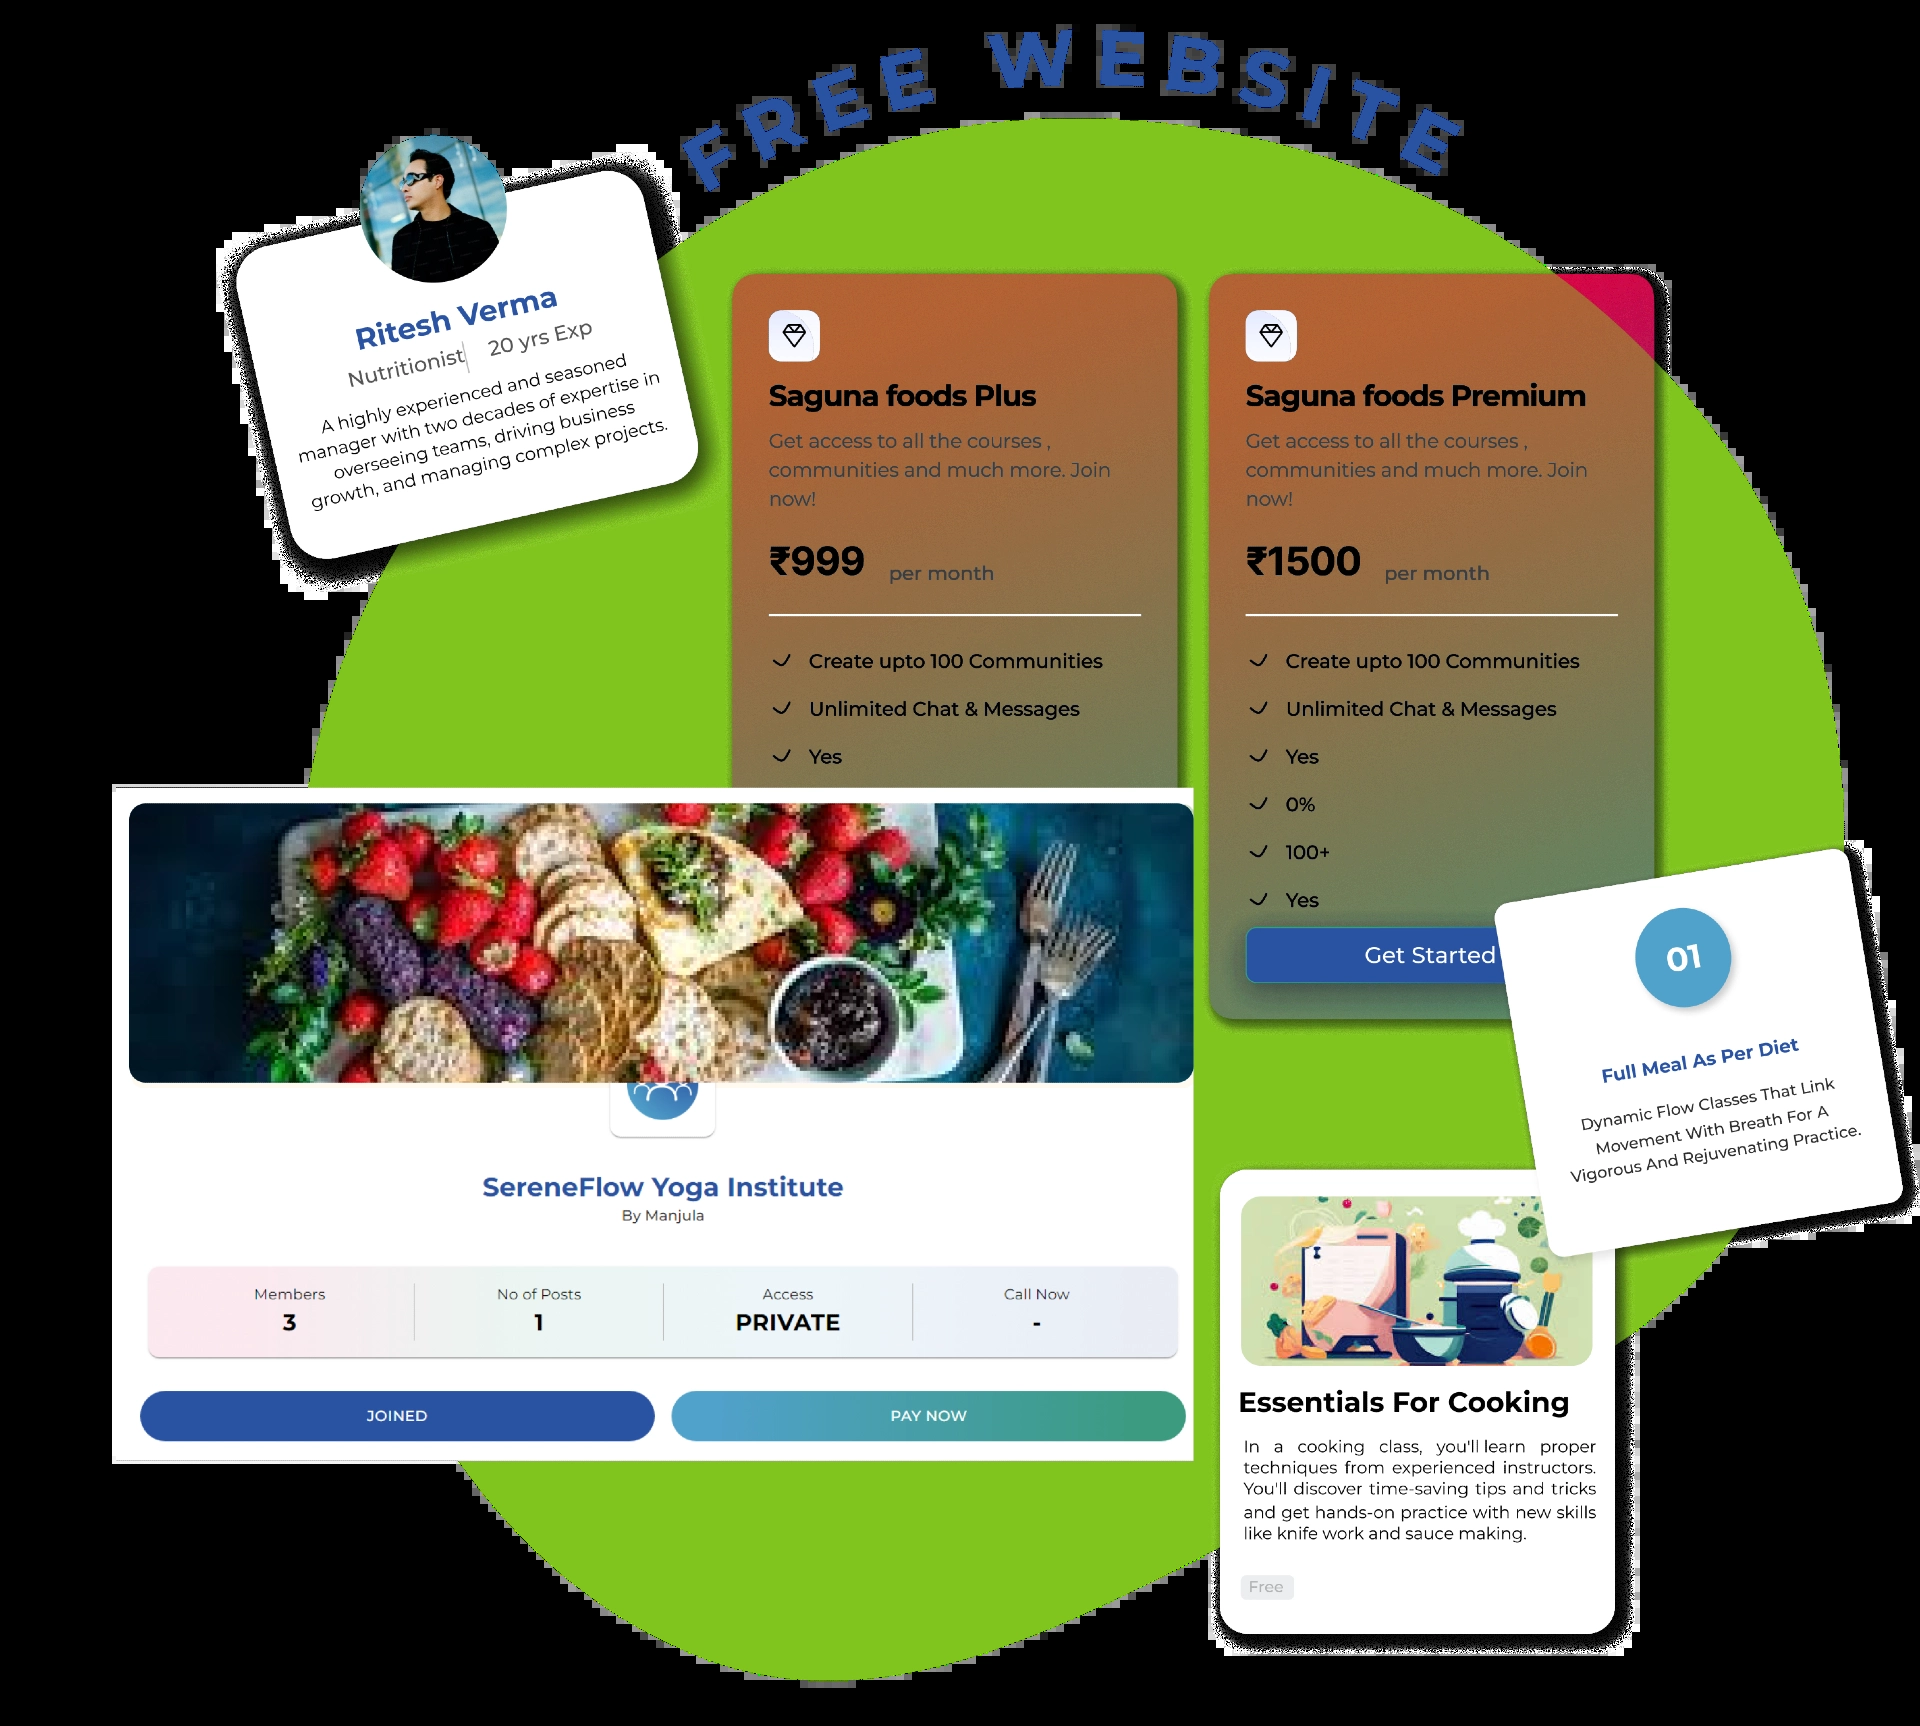 FREE WEBSITE
Ritesh Verma
Nutritionist 20 yrs Exp
A highly experienced and seasoned
manager with two decades of expertise in
overseeing teams, driving business
growth, and managing complex projects.
Saguna foods Plus
Get access to all the courses ,
communities and much more. Join
now!
₹999 per month
Create upto 100 Communities
Unlimited Chat & Messages
Yes
Saguna foods Premium
Get access to all the courses ,
communities and much more. Join
now!
₹1500 per month
Create upto 100 Communities
Unlimited Chat & Messages
Yes
0%
100+
Yes
Get Started
01
Full Meal As Per Diet
Dynamic Flow Classes That Link
Movement With Breath For A
Vigorous And Rejuvenating Practice.
SereneFlow Yoga Institute
By Manjula
Members No of Posts Access Call Now
3 1 PRIVATE -
JOINED PAY NOW
Essentials For Cooking
In a cooking class, you'll learn proper
techniques from experienced instructors.
You'll discover time-saving tips and tricks
and get hands-on practice with new skills
like knife work and sauce making.
Free